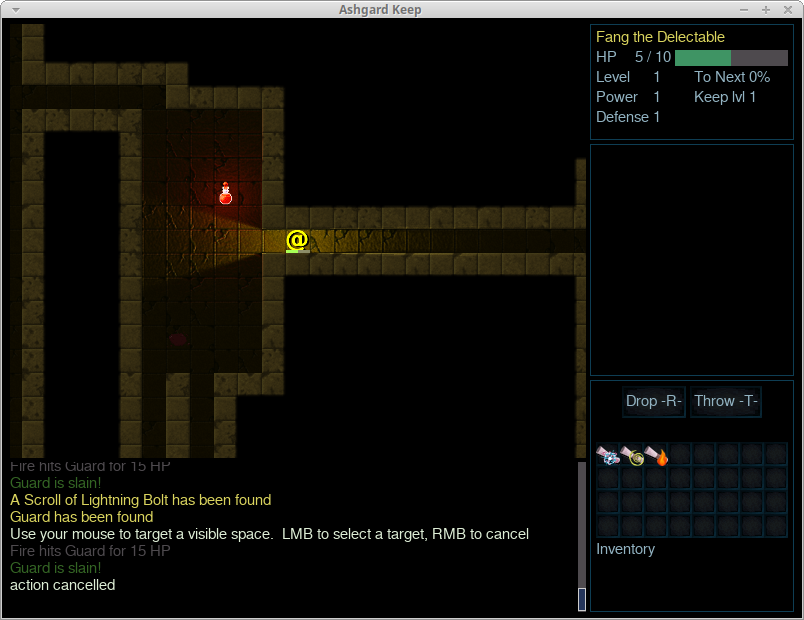 Ashgard Keep
Fang the Delectable
HP 5 / 10
Level 1 To Next 0%
Power 1 Keep lvl 1
Defense 1
@
Drop -R- Throw -T-
Inventory
Fire hits Guard for 15 HP
Guard is slain!
A Scroll of Lightning Bolt has been found
Guard has been found
Use your mouse to target a visible space.  LMB to select a target, RMB to cancel
Fire hits Guard for 15 HP
Guard is slain!
action cancelled